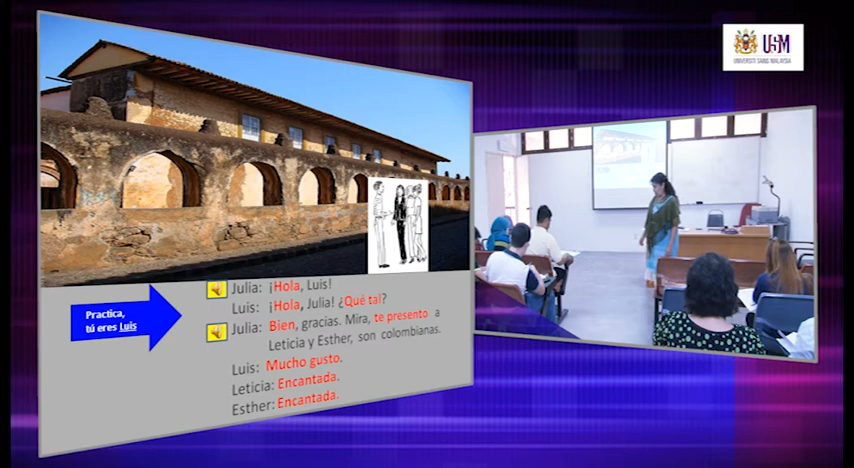 USM
UNIVERSITI SAINS MALAYSIA
Practica,
tú eres Luis
Julia: ¡Hola, Luis!
Luis: ¡Hola, Julia! ¿Qué tal?
Julia: Bien, gracias. Mira, te presento a
Leticia y Esther, son colombianas.
Luis: Mucho gusto.
Leticia: Encantada.
Esther: Encantada.